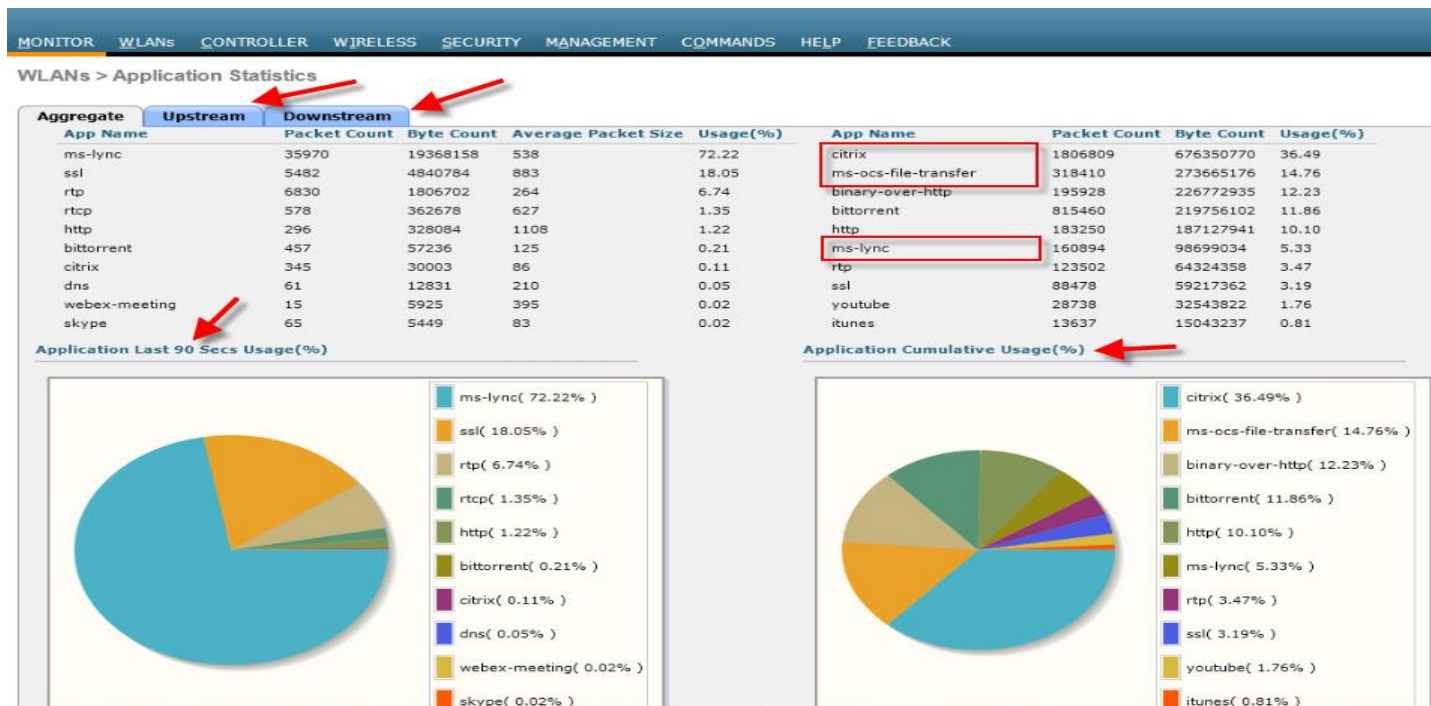 MONITOR WLANs CONTROLLER WIRELESS SECURITY MANAGEMENT COMMANDS HELP FEEDBACK
WLANs > Application Statistics
Aggregate Upstream Downstream
App Name Packet Count Byte Count Average Packet Size Usage(%)
ms-lync 35970 19368158 538 72.22
ssl 5482 4840784 883 18.05
rtp 6830 1806702 264 6.74
rtcp 578 362678 627 1.35
http 296 328084 1108 1.22
bittorrent 457 57236 125 0.21
citrix 345 30003 86 0.11
dns 61 12831 210 0.05
webex-meeting 15 5925 395 0.02
skype 65 5449 83 0.02
App Name Packet Count Byte Count Usage(%)
citrix 1806809 676350770 36.49
ms-ocs-file-transfer 318410 273665176 14.76
binary-over-http 195928 226772935 12.23
bittorrent 815460 219756102 11.86
http 183250 187127941 10.10
ms-lync 160894 98699034 5.33
rtp 123502 64324358 3.47
ssl 88478 59217362 3.19
youtube 28738 32543822 1.76
itunes 13637 15043237 0.81
Application Last 90 Secs Usage(%)
ms-lync( 72.22% )
ssl( 18.05% )
rtp( 6.74% )
rtcp( 1.35% )
http( 1.22% )
bittorrent( 0.21% )
citrix( 0.11% )
dns( 0.05% )
webex-meeting( 0.02% )
skype( 0.02% )
Application Cumulative Usage(%)
citrix( 36.49% )
ms-ocs-file-transfer( 14.76% )
binary-over-http( 12.23% )
bittorrent( 11.86% )
http( 10.10% )
ms-lync( 5.33% )
rtp( 3.47% )
ssl( 3.19% )
youtube( 1.76% )
itunes( 0.81% )